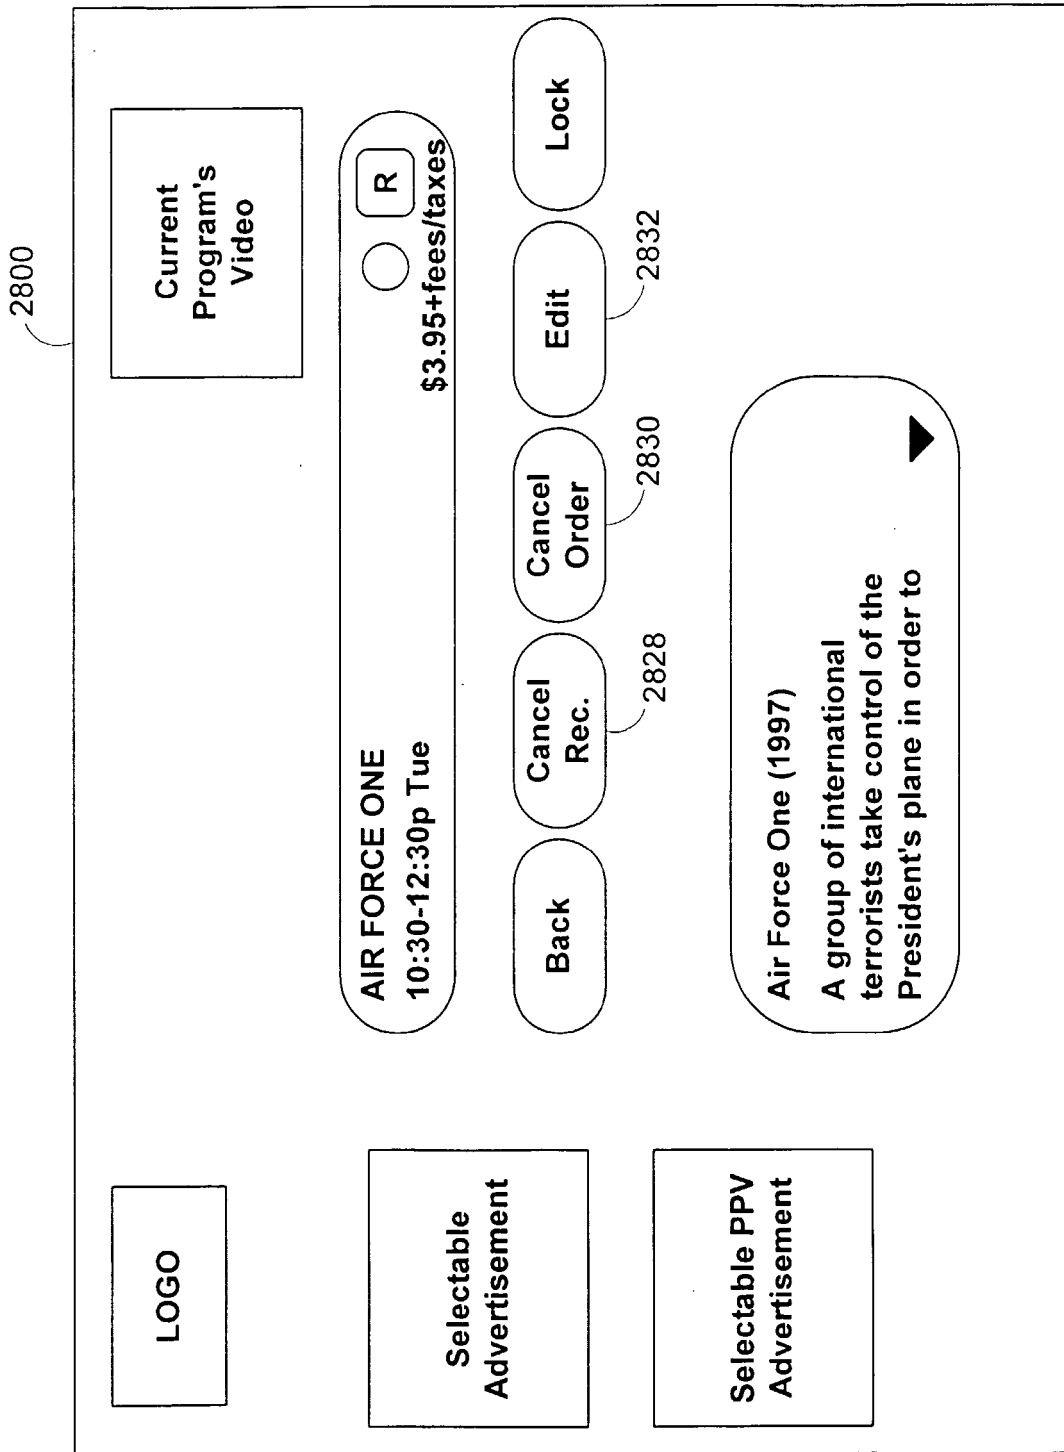 2800
LOGO
Current
Program's
Video
AIR FORCE ONE
R
10:30-12:30p Tue
$3.95+fees/taxes
Back
Cancel
Rec.
Cancel
Order
Edit
Lock
2828
2830
2832
Selectable
Advertisement
Selectable PPV
Advertisement
Air Force One (1997)
A group of international
terrorists take control of the
President's plane in order to